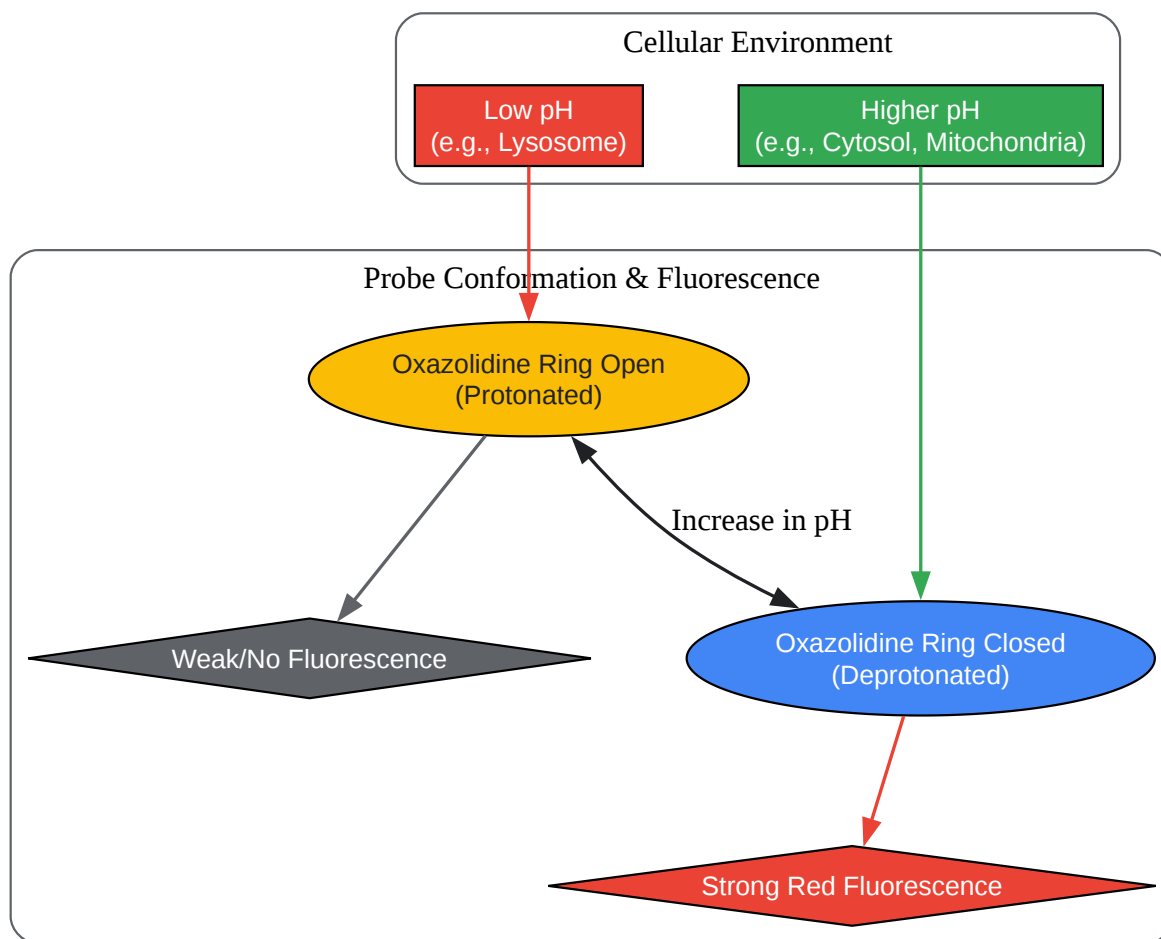 Cellular Environment
Low pH
(e.g., Lysosome)
Higher pH
(e.g., Cytosol, Mitochondria)
Probe Conformation & Fluorescence
Oxazolidine Ring Open
(Protonated)
Increase in pH
Weak/No Fluorescence
Oxazolidine Ring Closed
(Deprotonated)
Strong Red Fluorescence